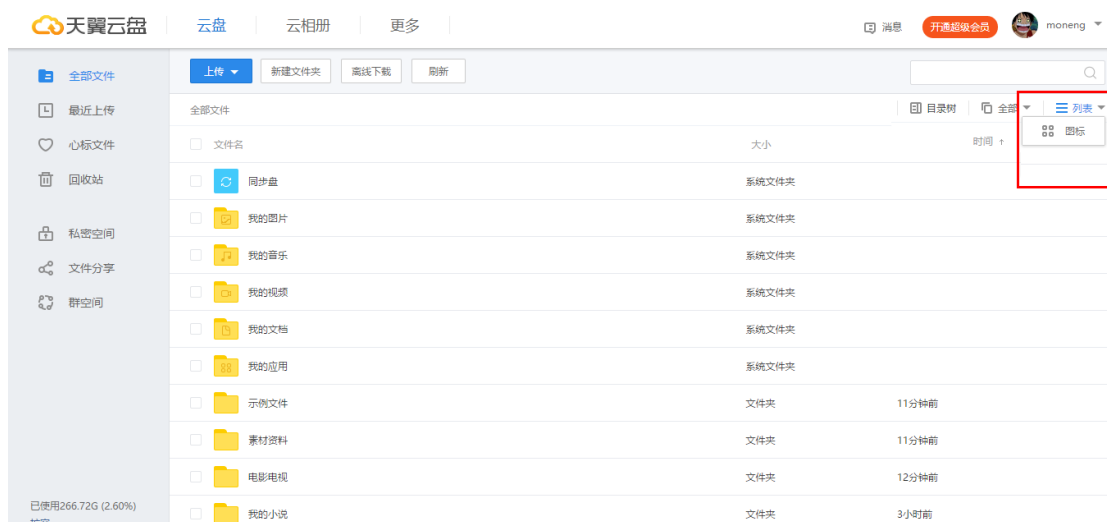 天翼云盘 云盘 云相册 更多 消息 开通超级会员 moneng
全部文件
最近上传
心标文件
回收站
私密空间
文件分享
群空间
已使用266.72G (2.60%)
上传 新建文件夹 离线下载 刷新
全部文件 目录树 全部 列表
图标
文件名 大小 时间 ↑
同步盘 系统文件夹
我的图片 系统文件夹
我的音乐 系统文件夹
我的视频 系统文件夹
我的文档 系统文件夹
我的应用 系统文件夹
示例文件 文件夹 11分钟前
素材资料 文件夹 11分钟前
电影电视 文件夹 12分钟前
我的小说 文件夹 3小时前